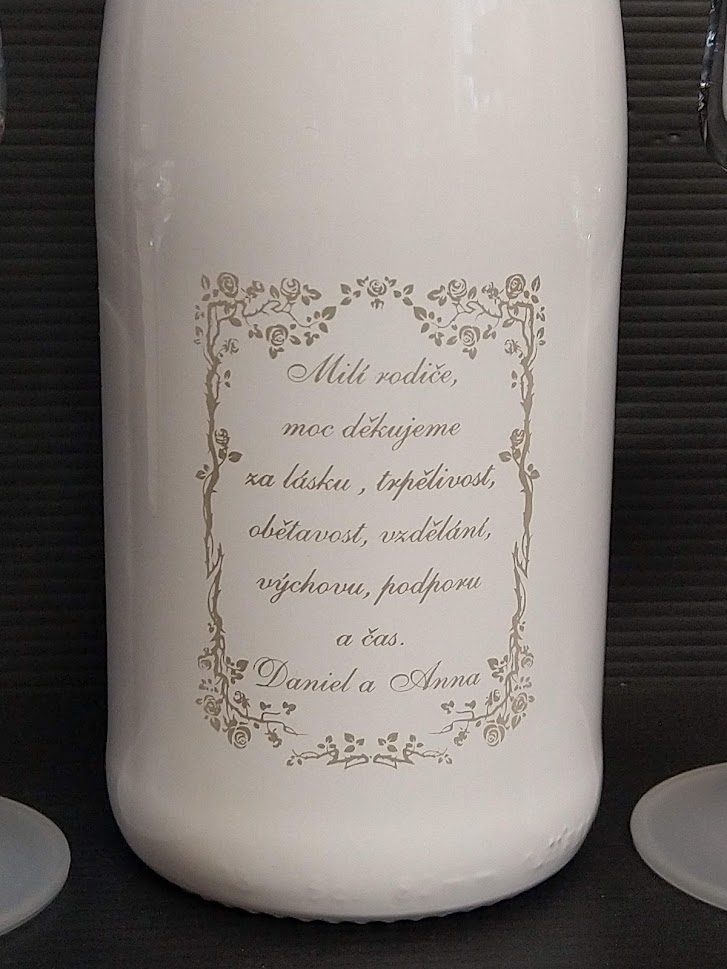 Milí rodiče,
moc děkujeme
za lásku , trpělivost,
obětavost, vzdělání,
výchovu, podporu
a čas.
Daniel a Anna